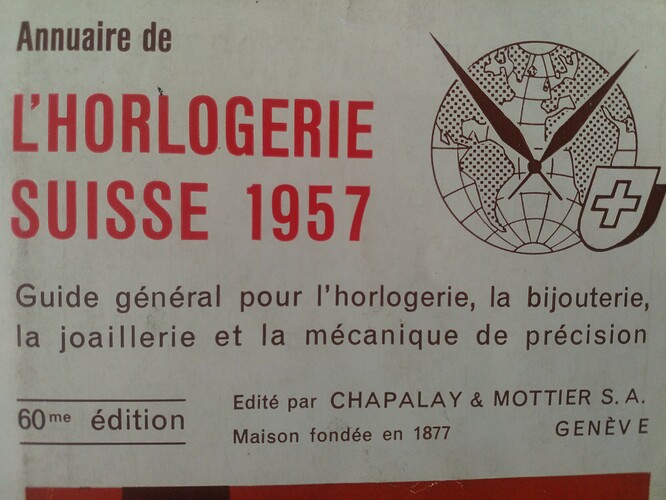 Annuaire de
L'HORLOGERIE
SUISSE 1957
Guide général pour l'horlogerie, la bijouterie,
la joaillerie et la mécanique de précision
60me édition
Edité par CHAPALAY & MOTTIER S. A.
Maison fondée en 1877 GENÈVE